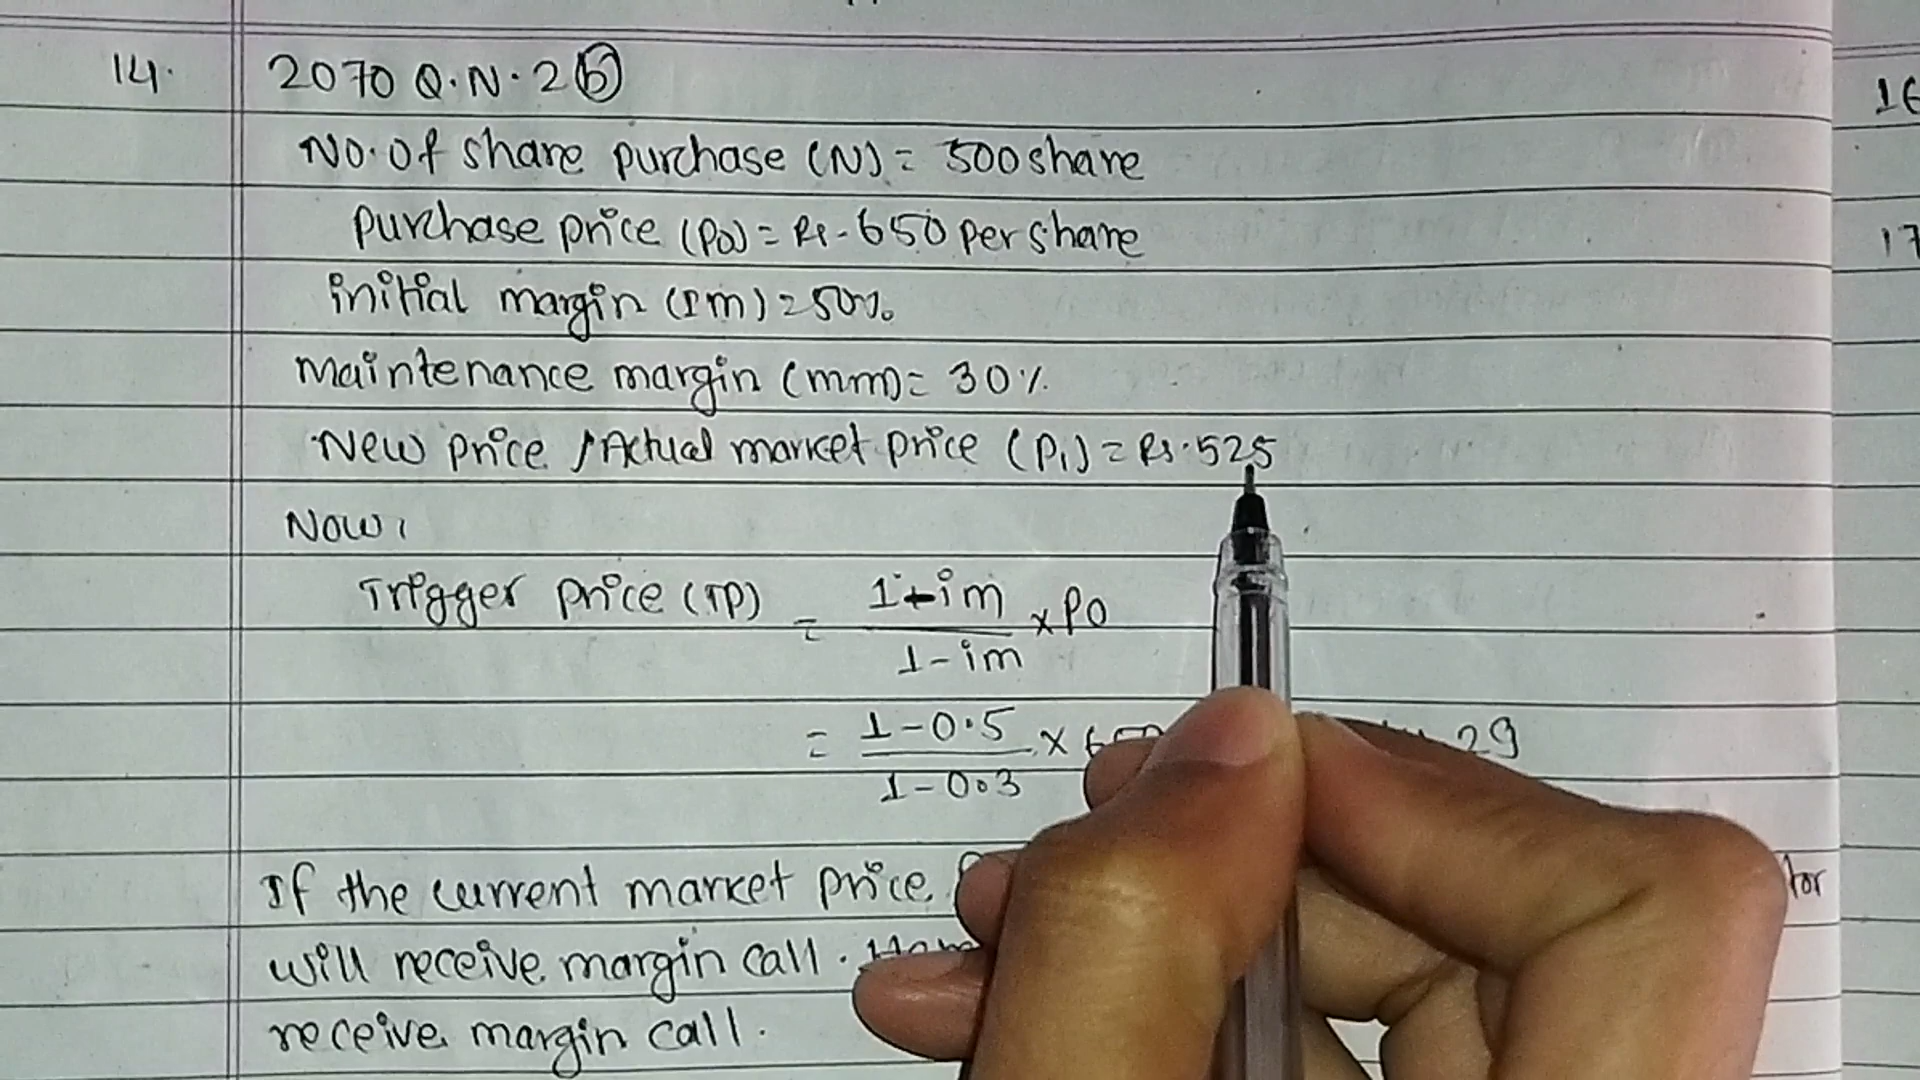 14. 2070 Q.N.2(b)
16
No. of share purchase (N) = 500 share
Purchase price (P0) = Rs. 650 per share
17
initial margin (Im) = 50%
Maintenance margin (mm) = 30%
New price / Actual market price (P1) = Rs. 525
Now,
Trigger price (TP) = 1-im / 1-im × P0
= 1-0.5 / 1-0.3 × 29
If the current market price
will receive margin call.
receive margin call.